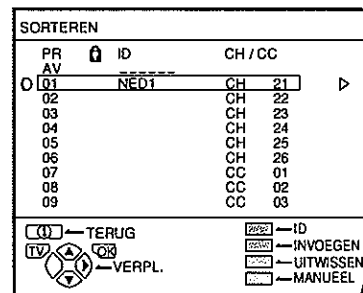 SORTEREN
PR ID CH / CC
AV _ _ _ _ _ _
01 NED1 CH 21
02 CH 22
03 CH 23
04 CH 24
05 CH 25
06 CH 26
07 CC 01
08 CC 02
09 CC 03
TERUG
TV OK
VERPL.
ID
INVOEGEN
UITWISSEN
MANUEEL